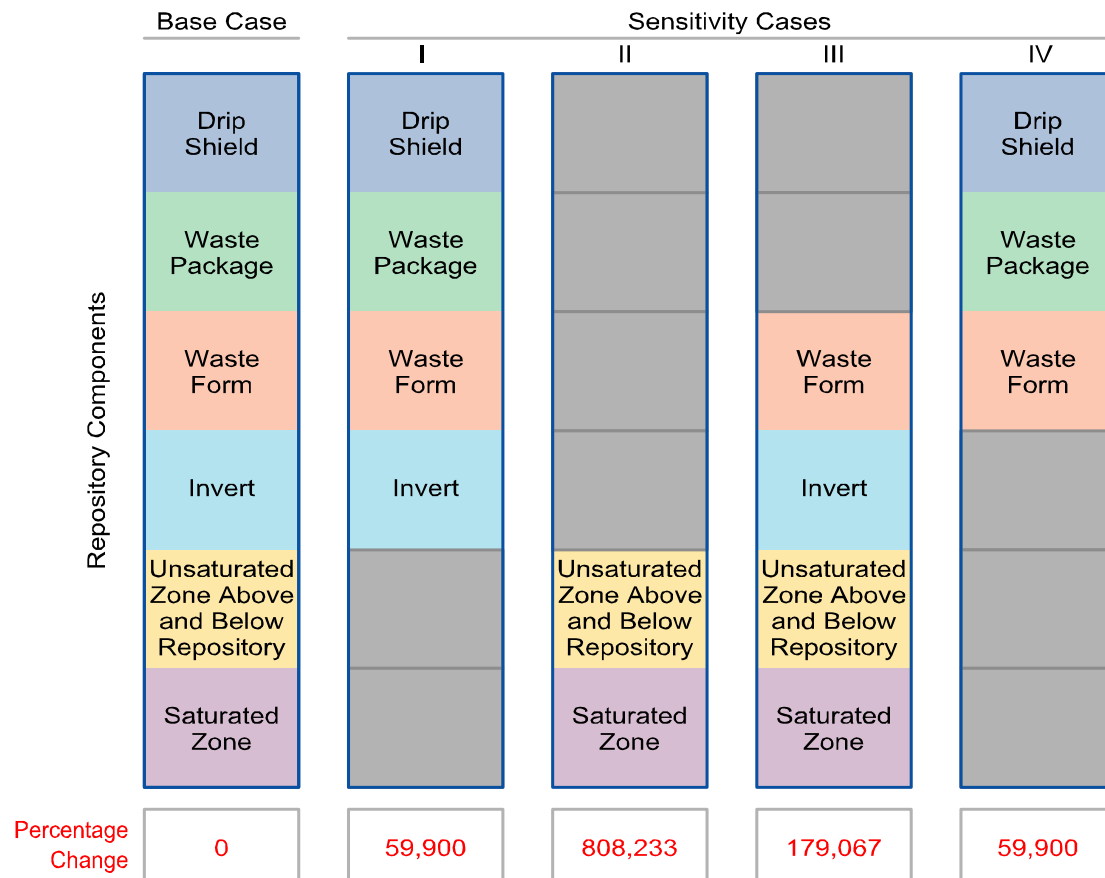 Base Case
Sensitivity Cases
I
II
III
IV
Repository Components
Drip
Shield
Waste
Package
Waste
Form
Invert
Unsaturated
Zone Above
and Below
Repository
Saturated
Zone
Drip
Shield
Waste
Package
Waste
Form
Invert
Unsaturated
Zone Above
and Below
Repository
Saturated
Zone
Waste
Form
Invert
Unsaturated
Zone Above
and Below
Repository
Saturated
Zone
Drip
Shield
Waste
Package
Waste
Form
Percentage
Change
0
59,900
808,233
179,067
59,900